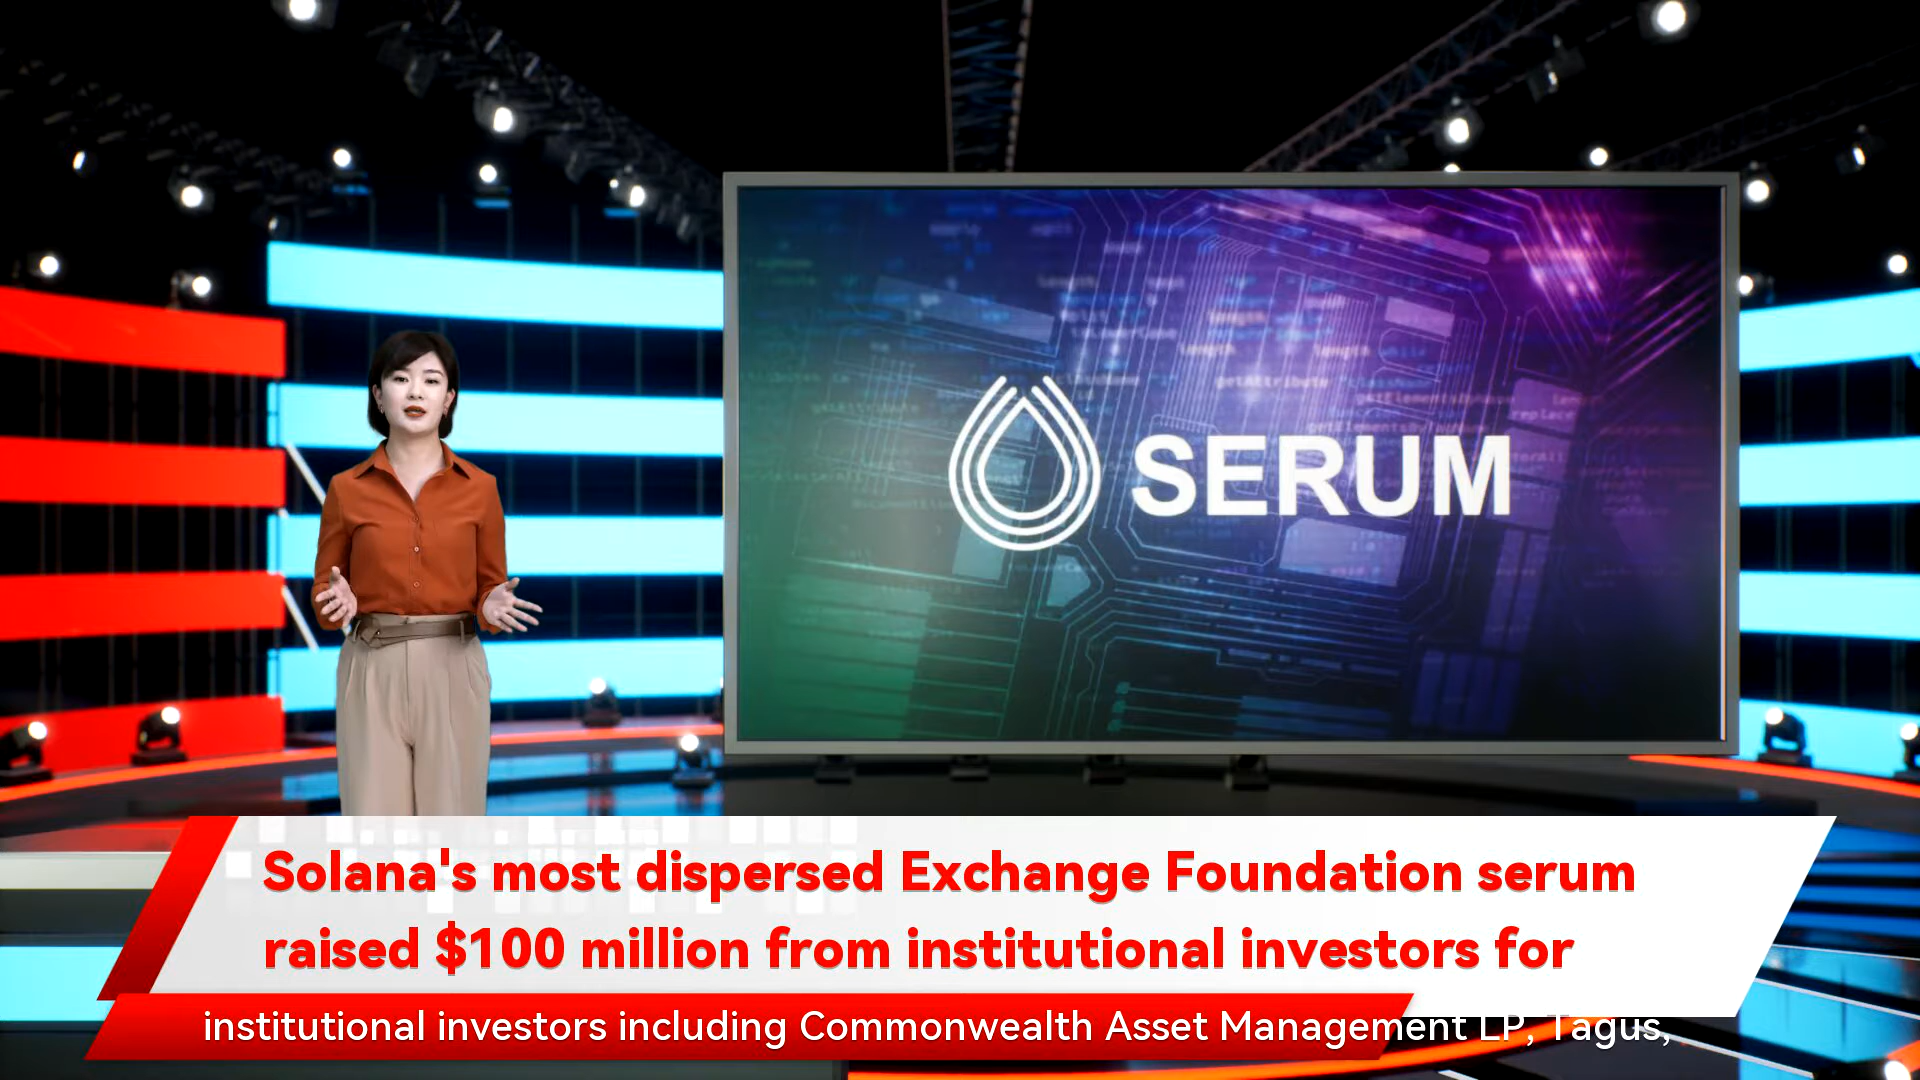 SERUM
Solana's most dispersed Exchange Foundation serum
raised $100 million from institutional investors for
institutional investors including Commonwealth Asset Management LP, Tagus,